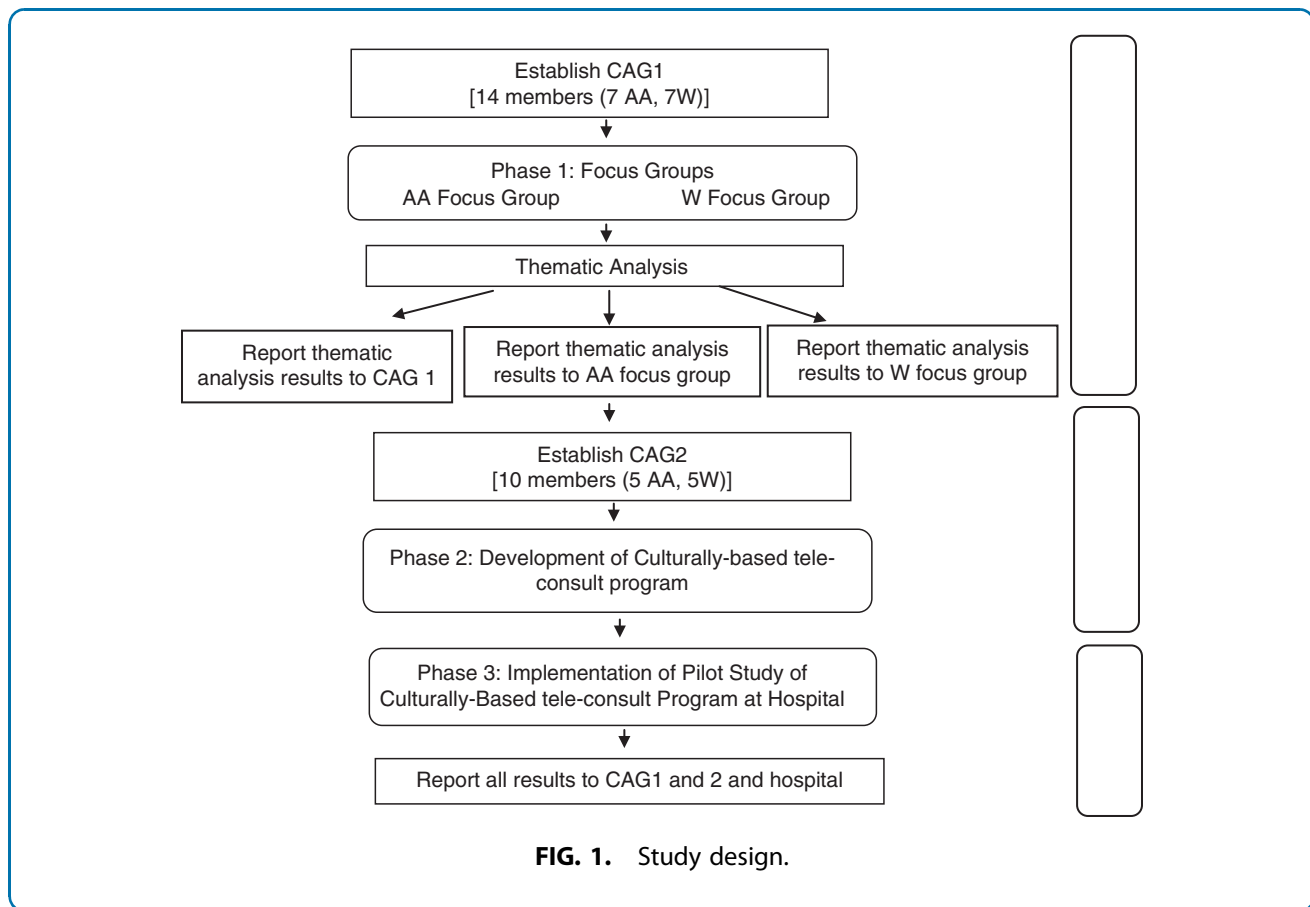 Establish CAG1
[14 members (7 AA, 7W)]
Phase 1: Focus Groups
AA Focus Group W Focus Group
Thematic Analysis
Report thematic
analysis results to CAG 1
Report thematic analysis
results to AA focus group
Report thematic analysis
results to W focus group
Establish CAG2
[10 members (5 AA, 5W)]
Phase 2: Development of Culturally-based tele-
consult program
Phase 3: Implementation of Pilot Study of
Culturally-Based tele-consult Program at Hospital
Report all results to CAG1 and 2 and hospital
FIG. 1. Study design.